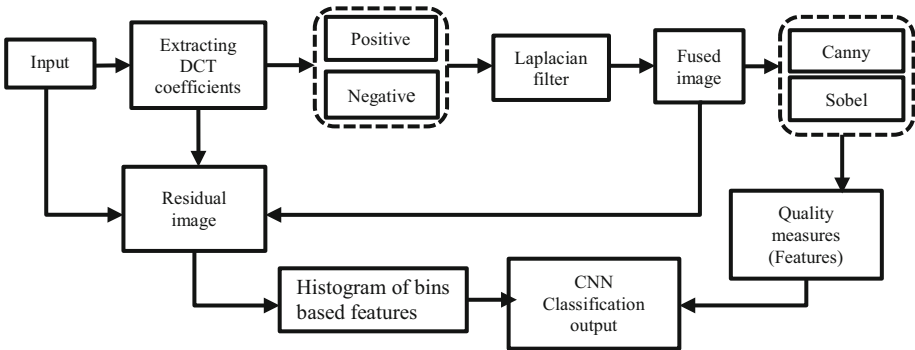 Input
Extracting
DCT
coefficients
Positive
Negative
Laplacian
filter
Fused
image
Canny
Sobel
Residual
image
Quality
measures
(Features)
Histogram of bins
based features
CNN
Classification
output